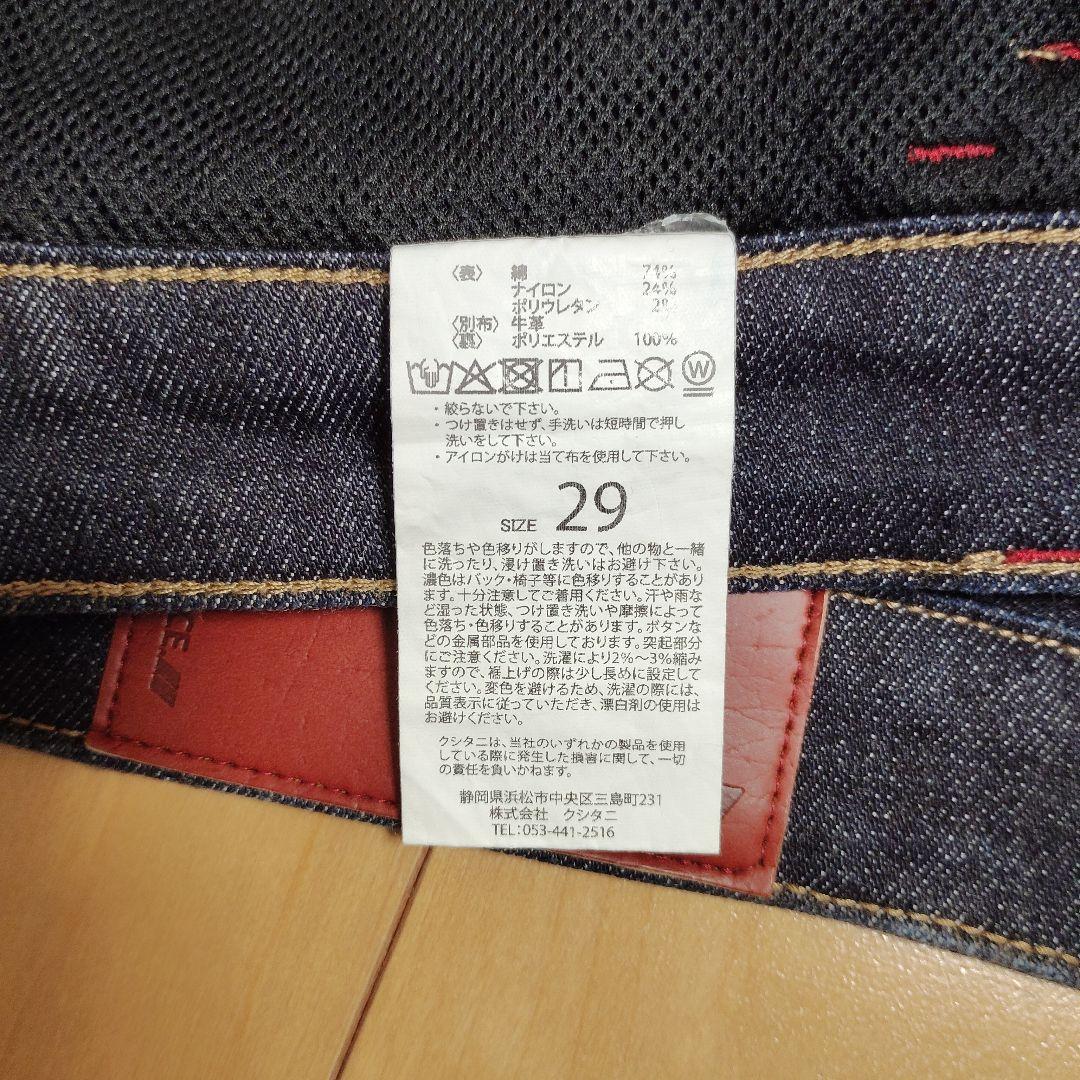 〈表〉 綿 74%
ナイロン 24%
ポリウレタン 2%
〈別布〉 牛革
〈裏〉 ポリエステル 100%
W
・絞らないで下さい。
・つけ置きはせず、手洗いは短時間で押し
洗いをして下さい。
・アイロンがけは当て布を使用して下さい。
SIZE 29
色落ちや色移りがしますので、他の物と一緒
に洗ったり、浸け置き洗いはお避け下さい。
濃色はバック・椅子等に色移りすることがあり
ます。十分注意してご着用ください。汗や雨な
ど湿った状態、つけ置き洗いや摩擦によって
色落ち・色移りすることがあります。ボタンな
どの金属部品を使用しております。突起部分
にご注意ください。洗濯により2%～3%縮み
ますので、裾上げの際は少し長めに設定して
ください。変色を避けるため、洗濯の際には、
品質表示に従っていただき、漂白剤の使用は
お避けください。
クシタニは、当社のいずれかの製品を使用
している際に発生した損害に関して、一切
の責任を負いかねます。
静岡県浜松市中央区三島町231
株式会社 クシタニ
TEL：053-441-2516